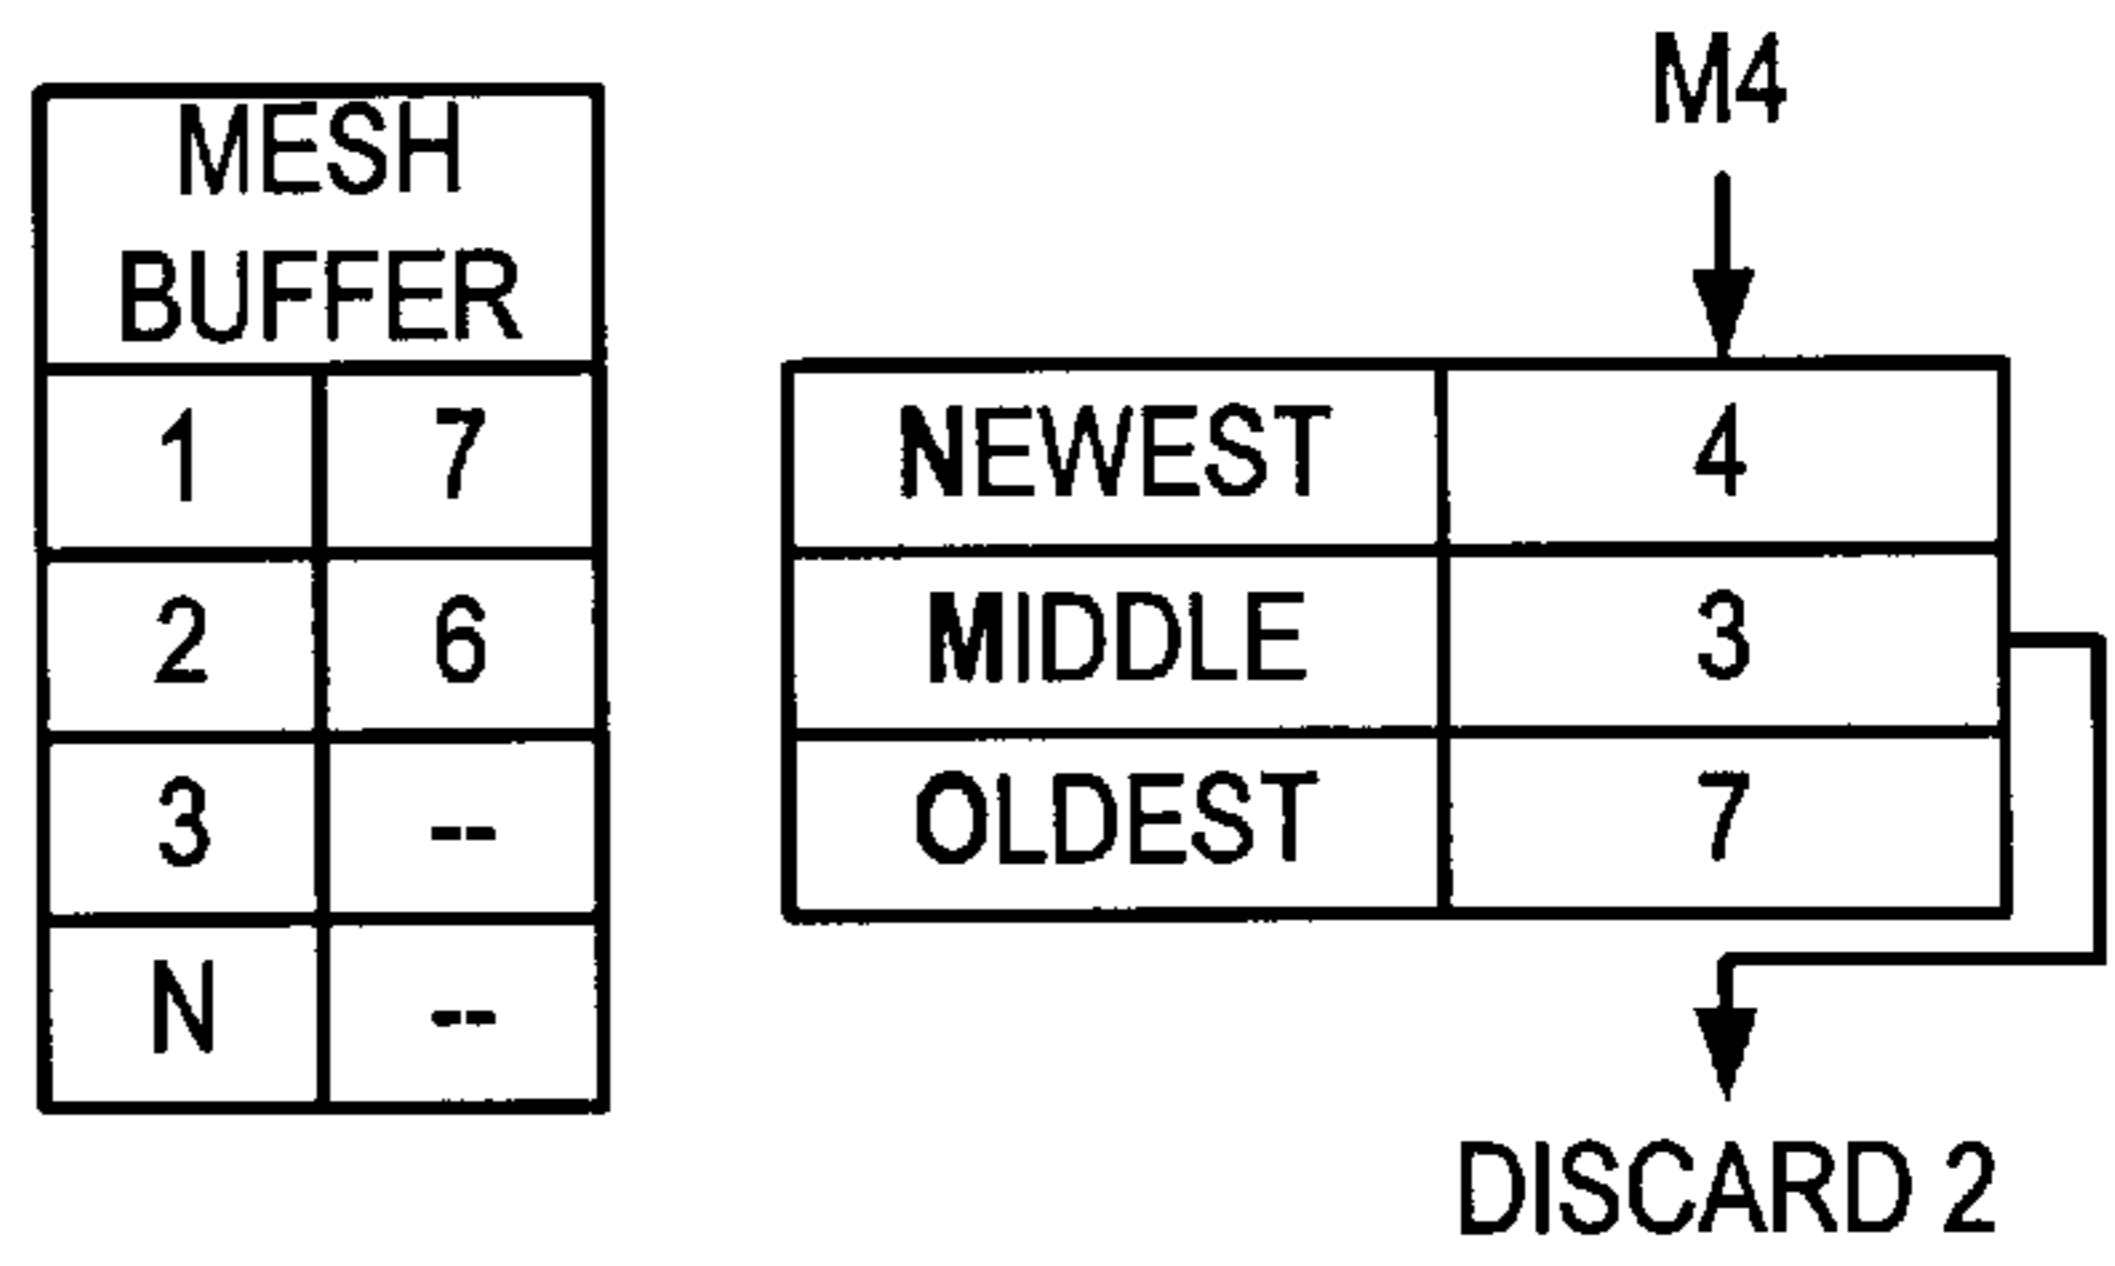 MESH
BUFFER
1 7
2 6
3 --
N --
M4
NEWEST 4
MIDDLE 3
OLDEST 7
DISCARD 2